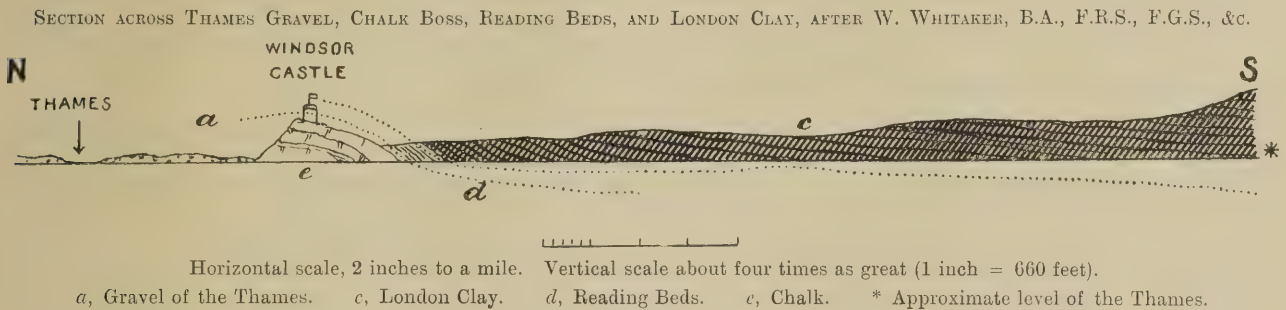 SECTION ACROSS THAMES GRAVEL, CHALK BOSS, READING BEDS, AND LONDON CLAY, AFTER W. WHITAKER, B.A., F.R.S., F.G.S., &c.
WINDSOR
CASTLE
N
S
THAMES
a
c
*
e
d
Horizontal scale, 2 inches to a mile. Vertical scale about four times as great (1 inch = 660 feet).
a, Gravel of the Thames. c, London Clay. d, Reading Beds. e, Chalk. * Approximate level of the Thames.